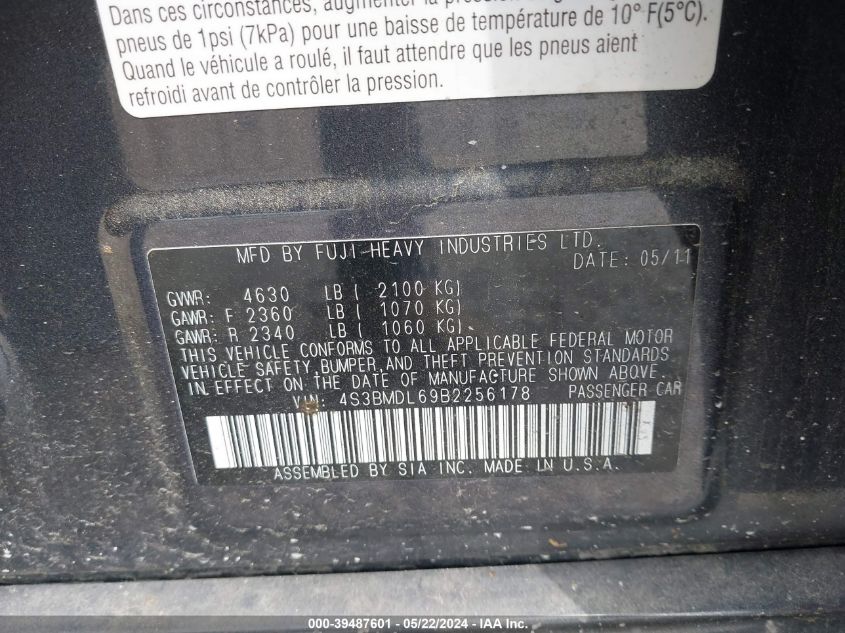 Dans ces circonstances, augmenter la
pneus de 1psi (7kPa) pour une baisse de température de 10° F(5°C).
Quand le véhicule a roulé, il faut attendre que les pneus aient
refroidi avant de contrôler la pression.
MFD BY FUJI HEAVY INDUSTRIES LTD.
DATE: 05/11
GVWR: 4630 LB ( 2100 KG)
GAWR: F 2360 LB ( 1070 KG)
GAWR: R 2340 LB ( 1060 KG)
THIS VEHICLE CONFORMS TO ALL APPLICABLE FEDERAL MOTOR
VEHICLE SAFETY,BUMPER,AND THEFT PREVENTION STANDARDS
IN EFFECT ON THE DATE OF MANUFACTURE SHOWN ABOVE.
VIN: 4S3BMDL69B2256178 PASSENGER CAR
ASSEMBLED BY SIA INC. MADE IN U.S.A.
000-39487601 - 05/22/2024 - IAA Inc.